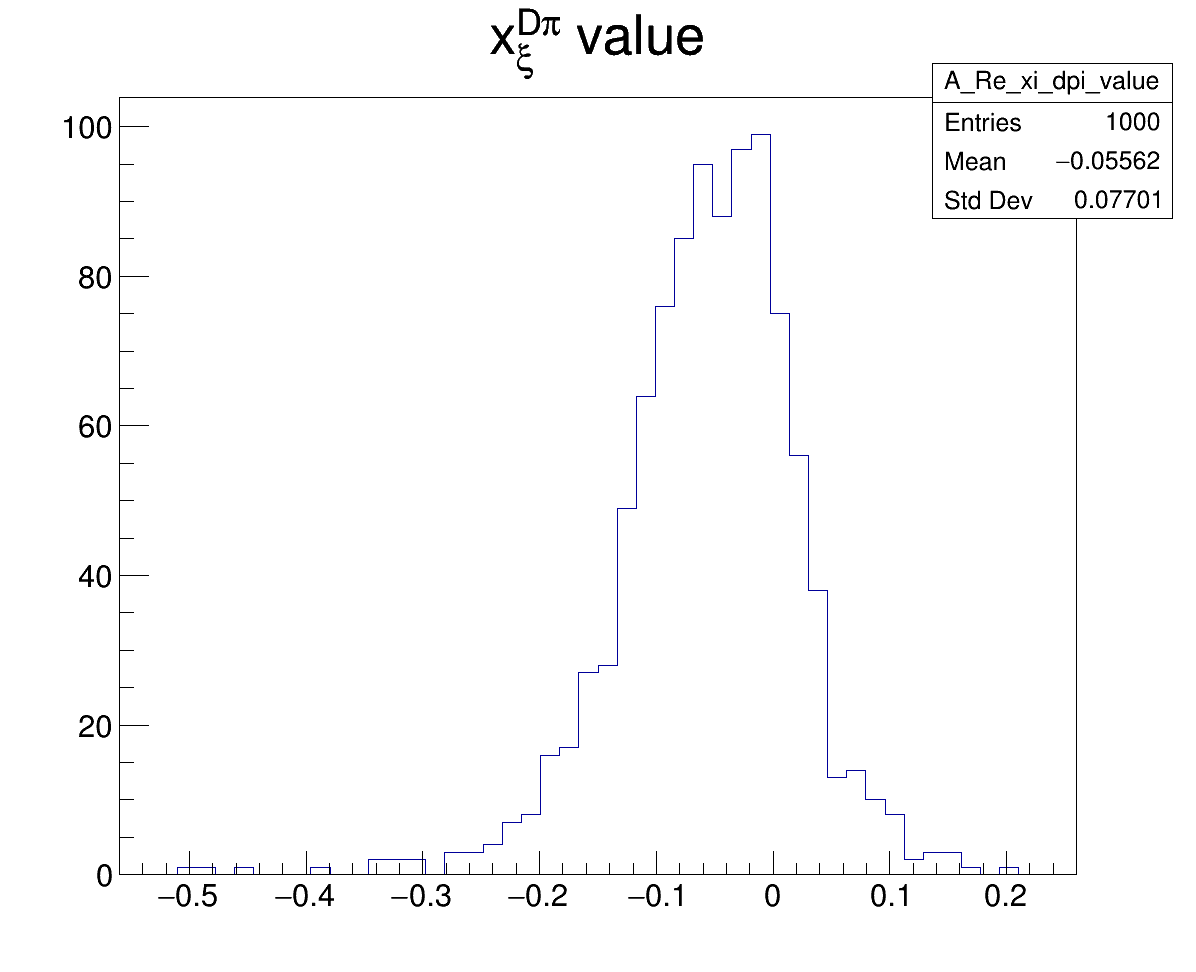 x_ξ^Dπ value
A_Re_xi_dpi_value
Entries 1000
Mean −0.05562
Std Dev 0.07701
100
80
60
40
20
0
−0.5 −0.4 −0.3 −0.2 −0.1 0 0.1 0.2